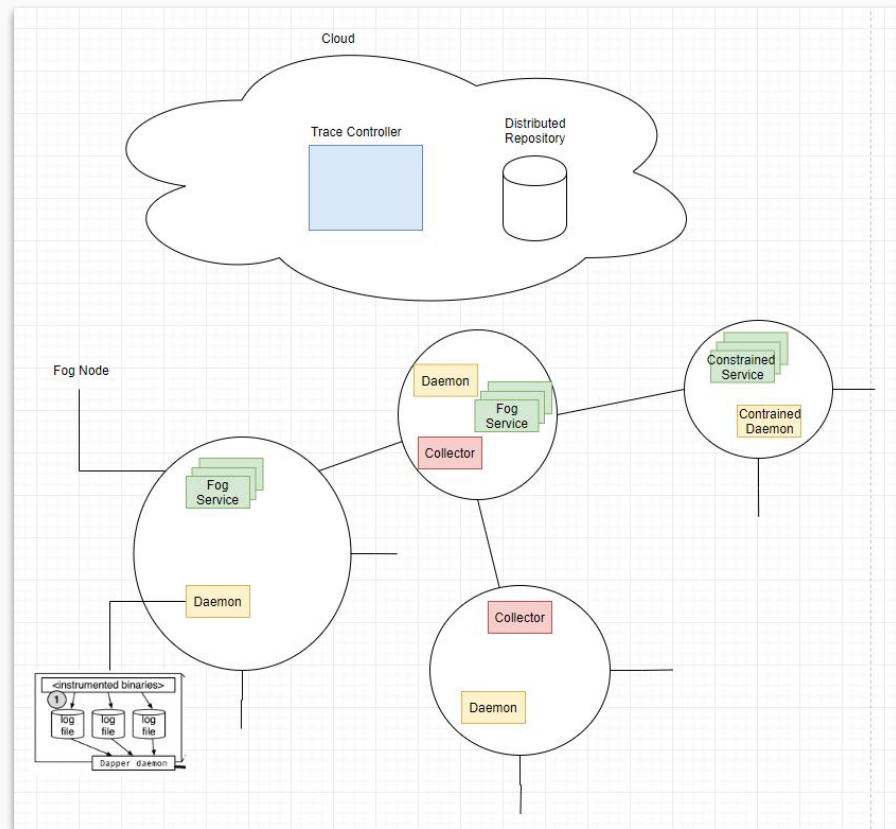 Cloud
Trace Controller
Distributed
Repository
Fog Node
Daemon
Fog
Service
Collector
Constrained
Service
Contrained
Daemon
Fog
Service
Daemon
Collector
Daemon
<instrumented binaries>
1
log
file
log
file
log
file
Dapper daemon